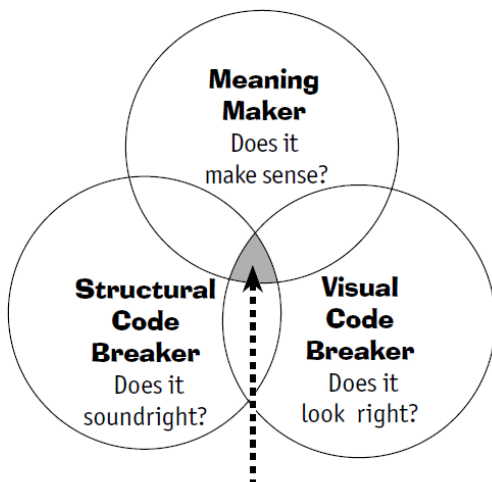 Meaning
Maker
Does it
make sense?
Structural
Code
Breaker
Does it
soundright?
Visual
Code
Breaker
Does it
look right?